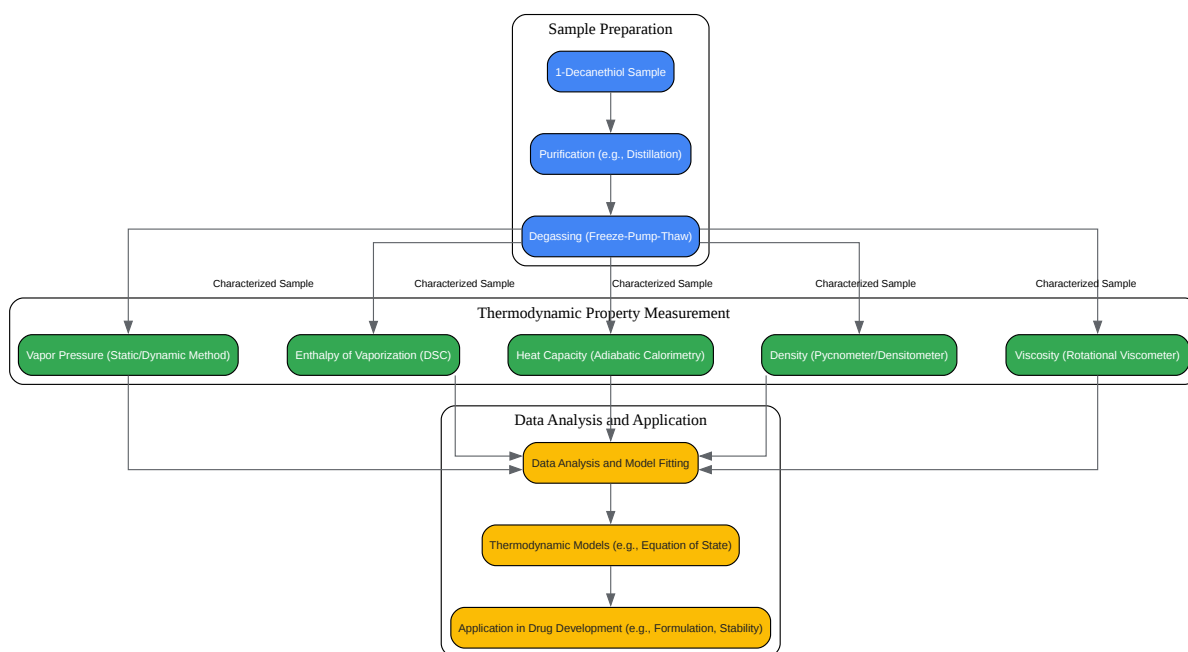 Sample Preparation
1-Decanethiol Sample
Purification (e.g., Distillation)
Degassing (Freeze-Pump-Thaw)
Characterized Sample
Characterized Sample
Characterized Sample
Characterized Sample
Characterized Sample
Thermodynamic Property Measurement
Vapor Pressure (Static/Dynamic Method)
Enthalpy of Vaporization (DSC)
Heat Capacity (Adiabatic Calorimetry)
Density (Pycnometer/Densitometer)
Viscosity (Rotational Viscometer)
Data Analysis and Application
Data Analysis and Model Fitting
Thermodynamic Models (e.g., Equation of State)
Application in Drug Development (e.g., Formulation, Stability)